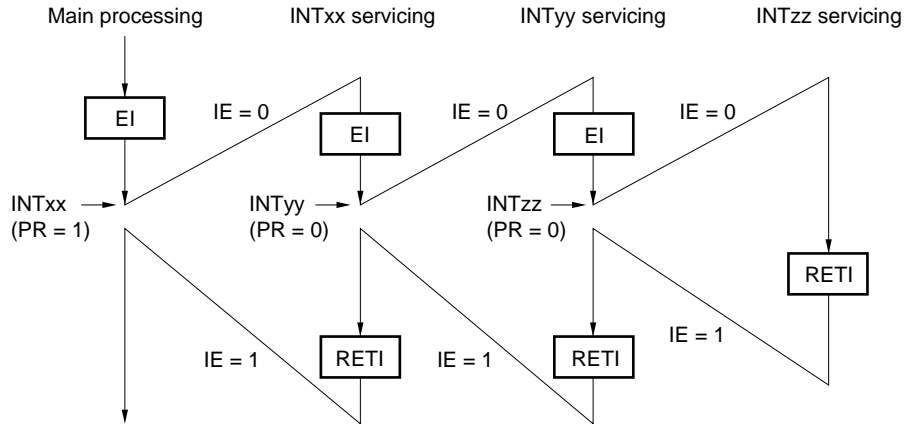 Main processing
INTxx servicing
INTyy servicing
INTzz servicing
IE = 0
IE = 0
IE = 0
EI
EI
EI
INTxx
(PR = 1)
INTyy
(PR = 0)
INTzz
(PR = 0)
RETI
IE = 1
RETI
IE = 1
RETI
IE = 1